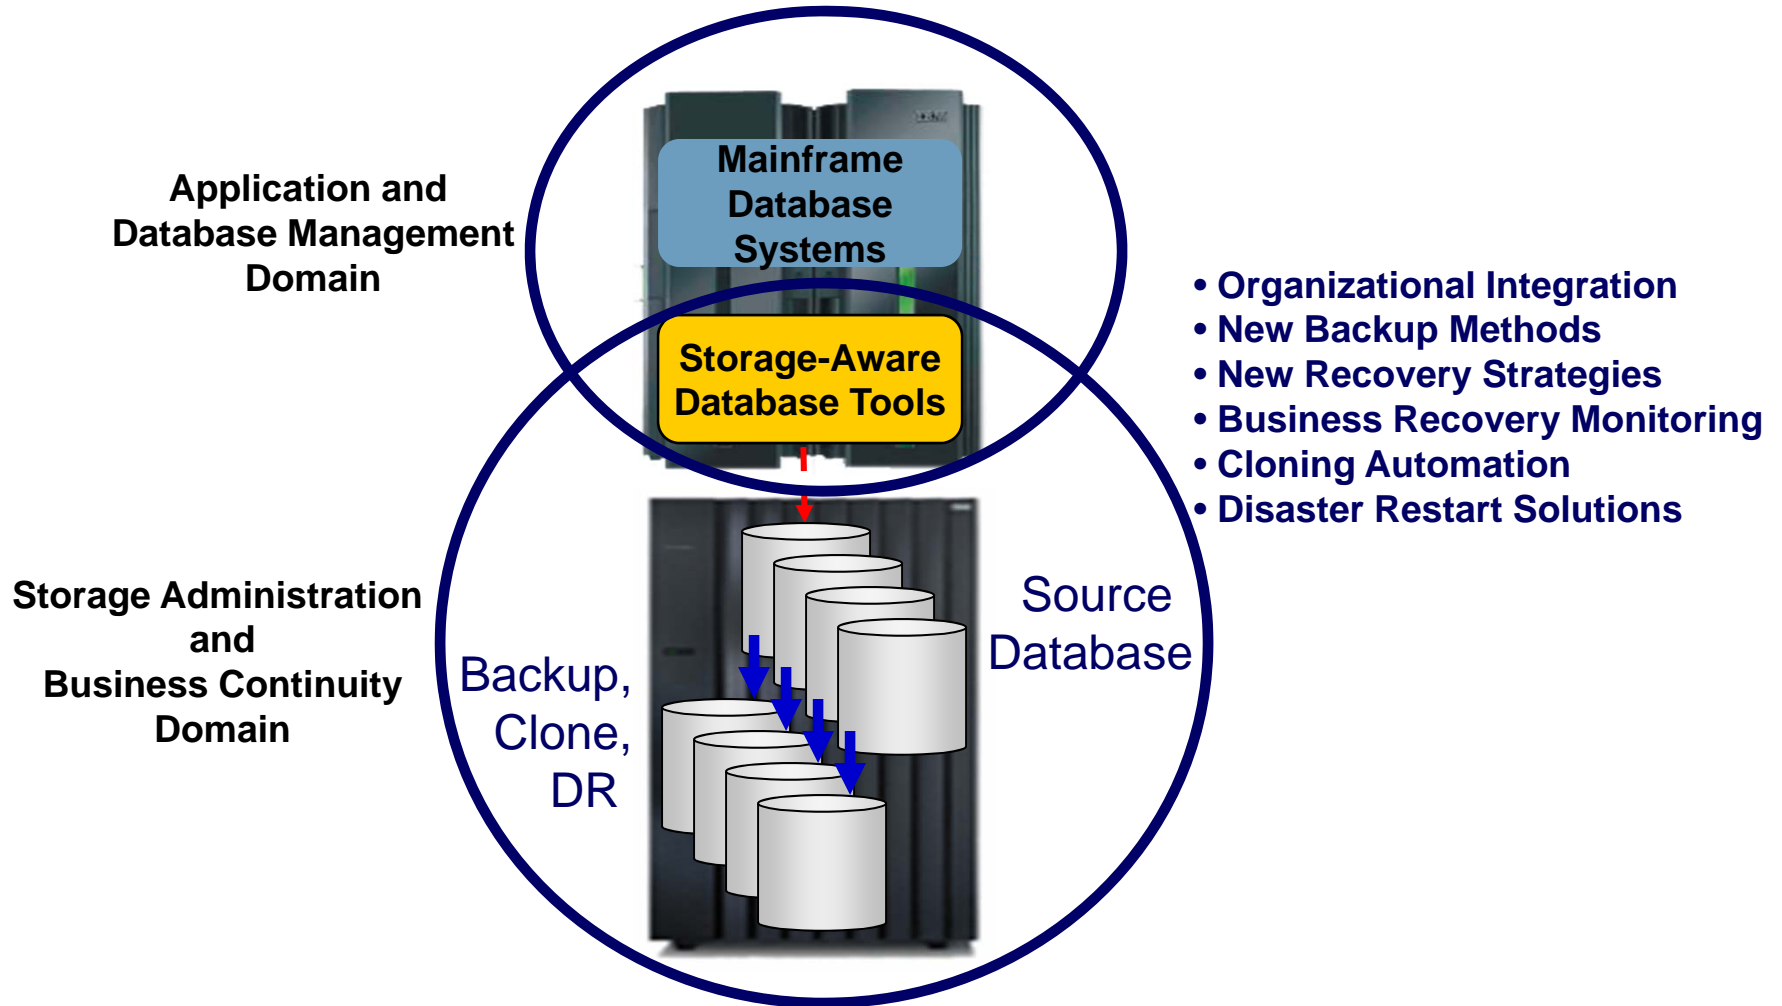 Mainframe
Database
Systems
Application and
Database Management
Domain
Storage-Aware
Database Tools
• Organizational Integration
• New Backup Methods
• New Recovery Strategies
• Business Recovery Monitoring
• Cloning Automation
• Disaster Restart Solutions
Storage Administration
and
Business Continuity
Domain
Source
Database
Backup,
Clone,
DR